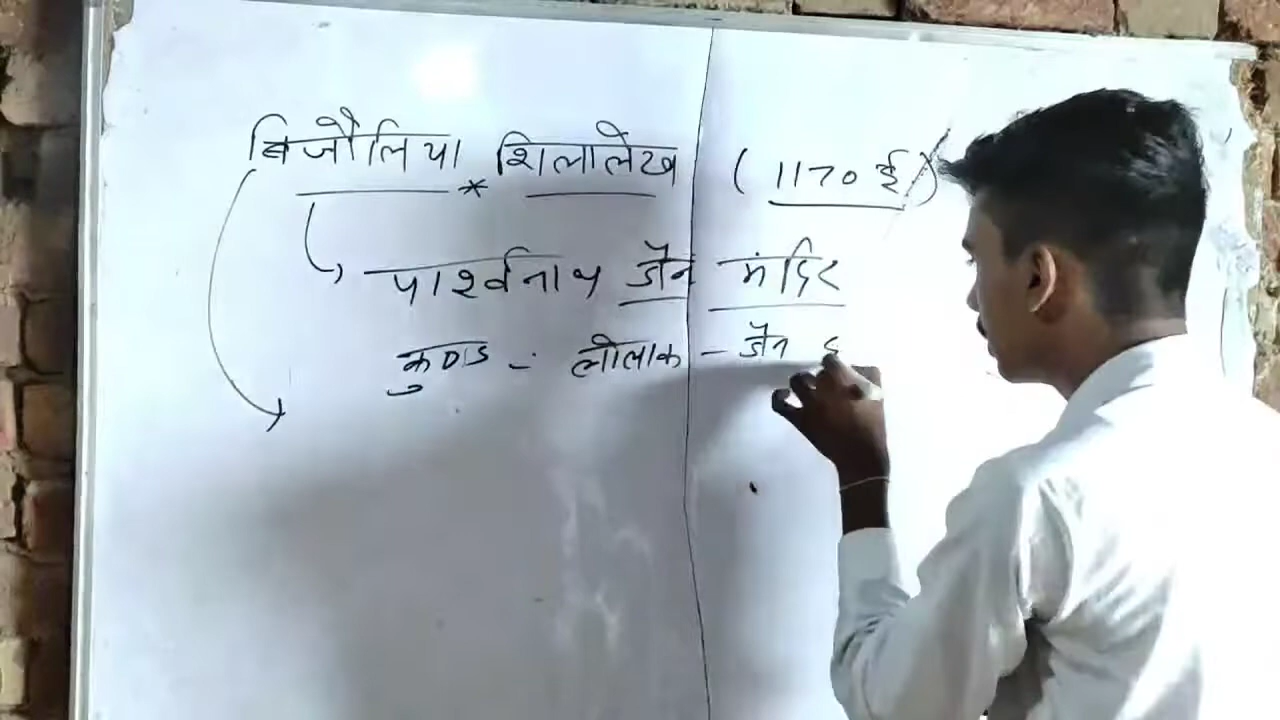 बिजौलिया * शिलालेख ( 1170 ई )
पार्श्वनाथ जैन मंदिर
कुण्ड - लोलाक - जैन